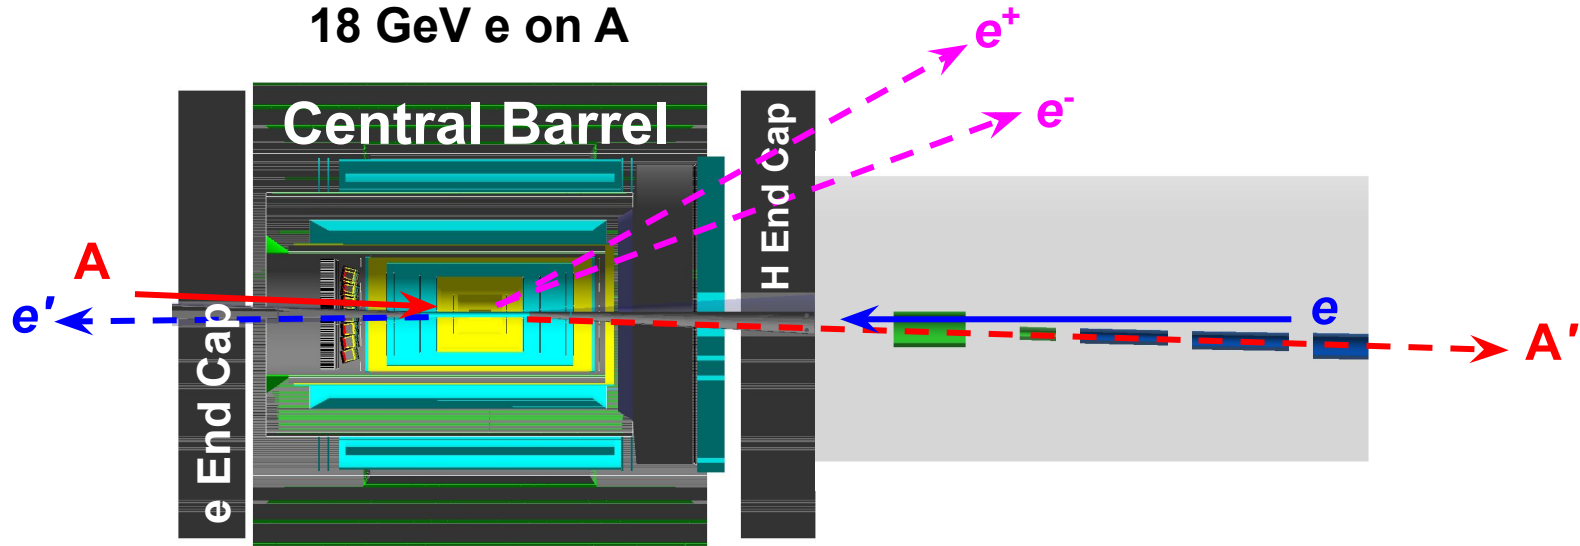 18 GeV e on A
e⁺
e⁻
Central Barrel
H End Cap
A
e′
e End Cap
e
A′